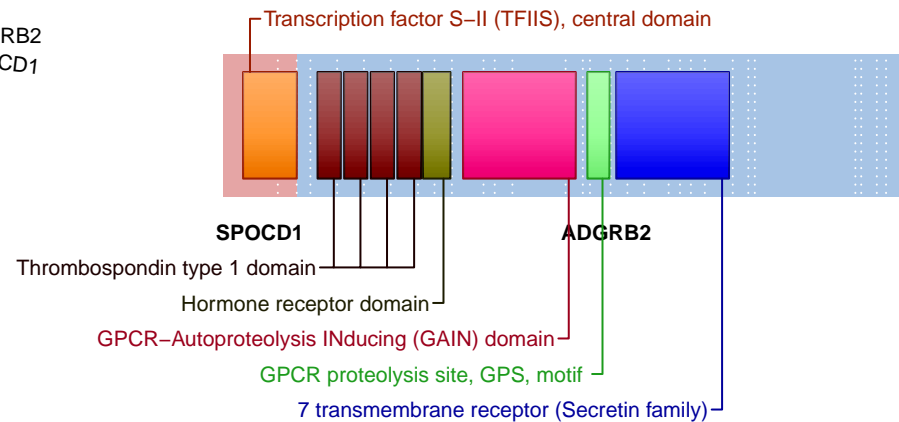 Transcription factor S−II (TFIIS), central domain
RB2
CD1
SPOCD1
ADGRB2
Thrombospondin type 1 domain
Hormone receptor domain
GPCR−Autoproteolysis INducing (GAIN) domain
GPCR proteolysis site, GPS, motif
7 transmembrane receptor (Secretin family)